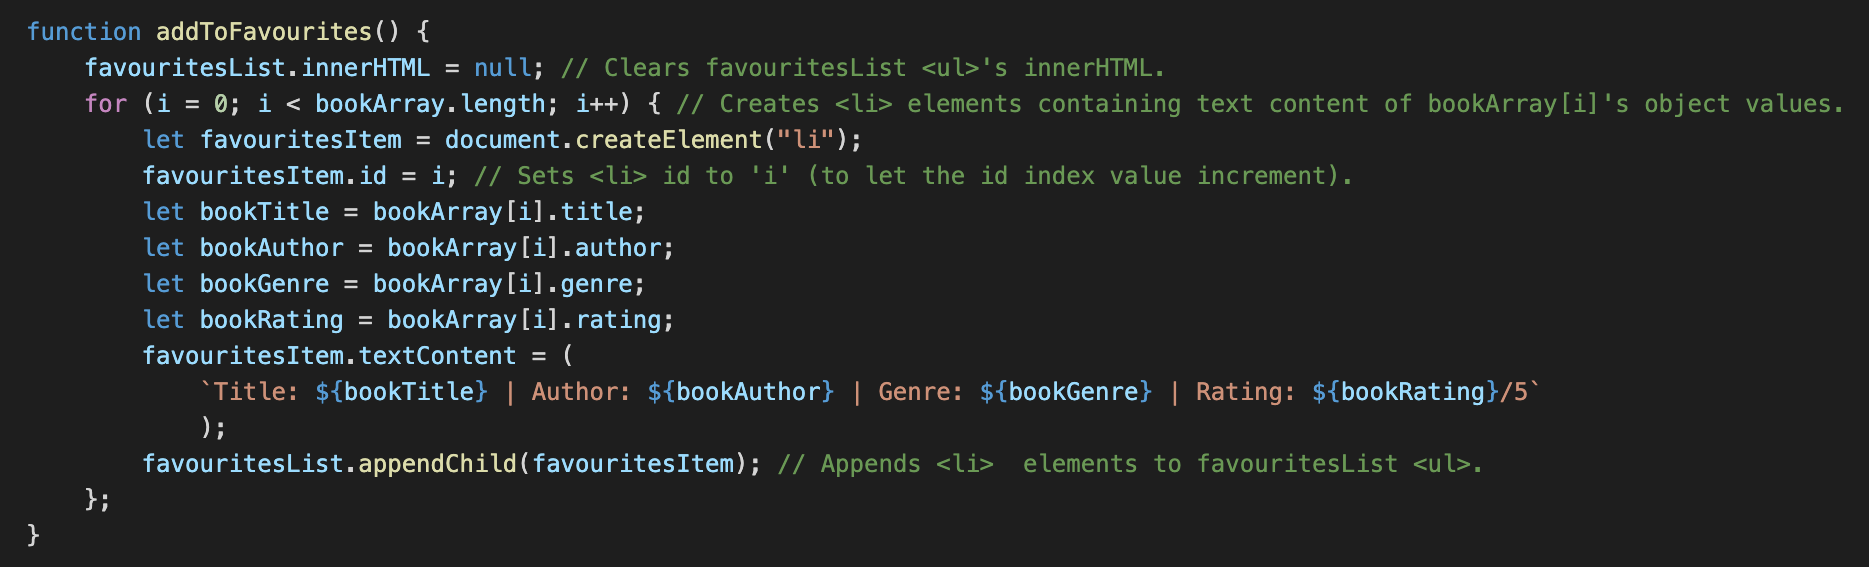 function addToFavourites() {
    favouritesList.innerHTML = null; // Clears favouritesList <ul>'s innerHTML.
    for (i = 0; i < bookArray.length; i++) { // Creates <li> elements containing text content of bookArray[i]'s object values.
        let favouritesItem = document.createElement("li");
        favouritesItem.id = i; // Sets <li> id to 'i' (to let the id index value increment).
        let bookTitle = bookArray[i].title;
        let bookAuthor = bookArray[i].author;
        let bookGenre = bookArray[i].genre;
        let bookRating = bookArray[i].rating;
        favouritesItem.textContent = (
            `Title: ${bookTitle} | Author: ${bookAuthor} | Genre: ${bookGenre} | Rating: ${bookRating}/5`
            );
        favouritesList.appendChild(favouritesItem); // Appends <li>  elements to favouritesList <ul>.
    };
}